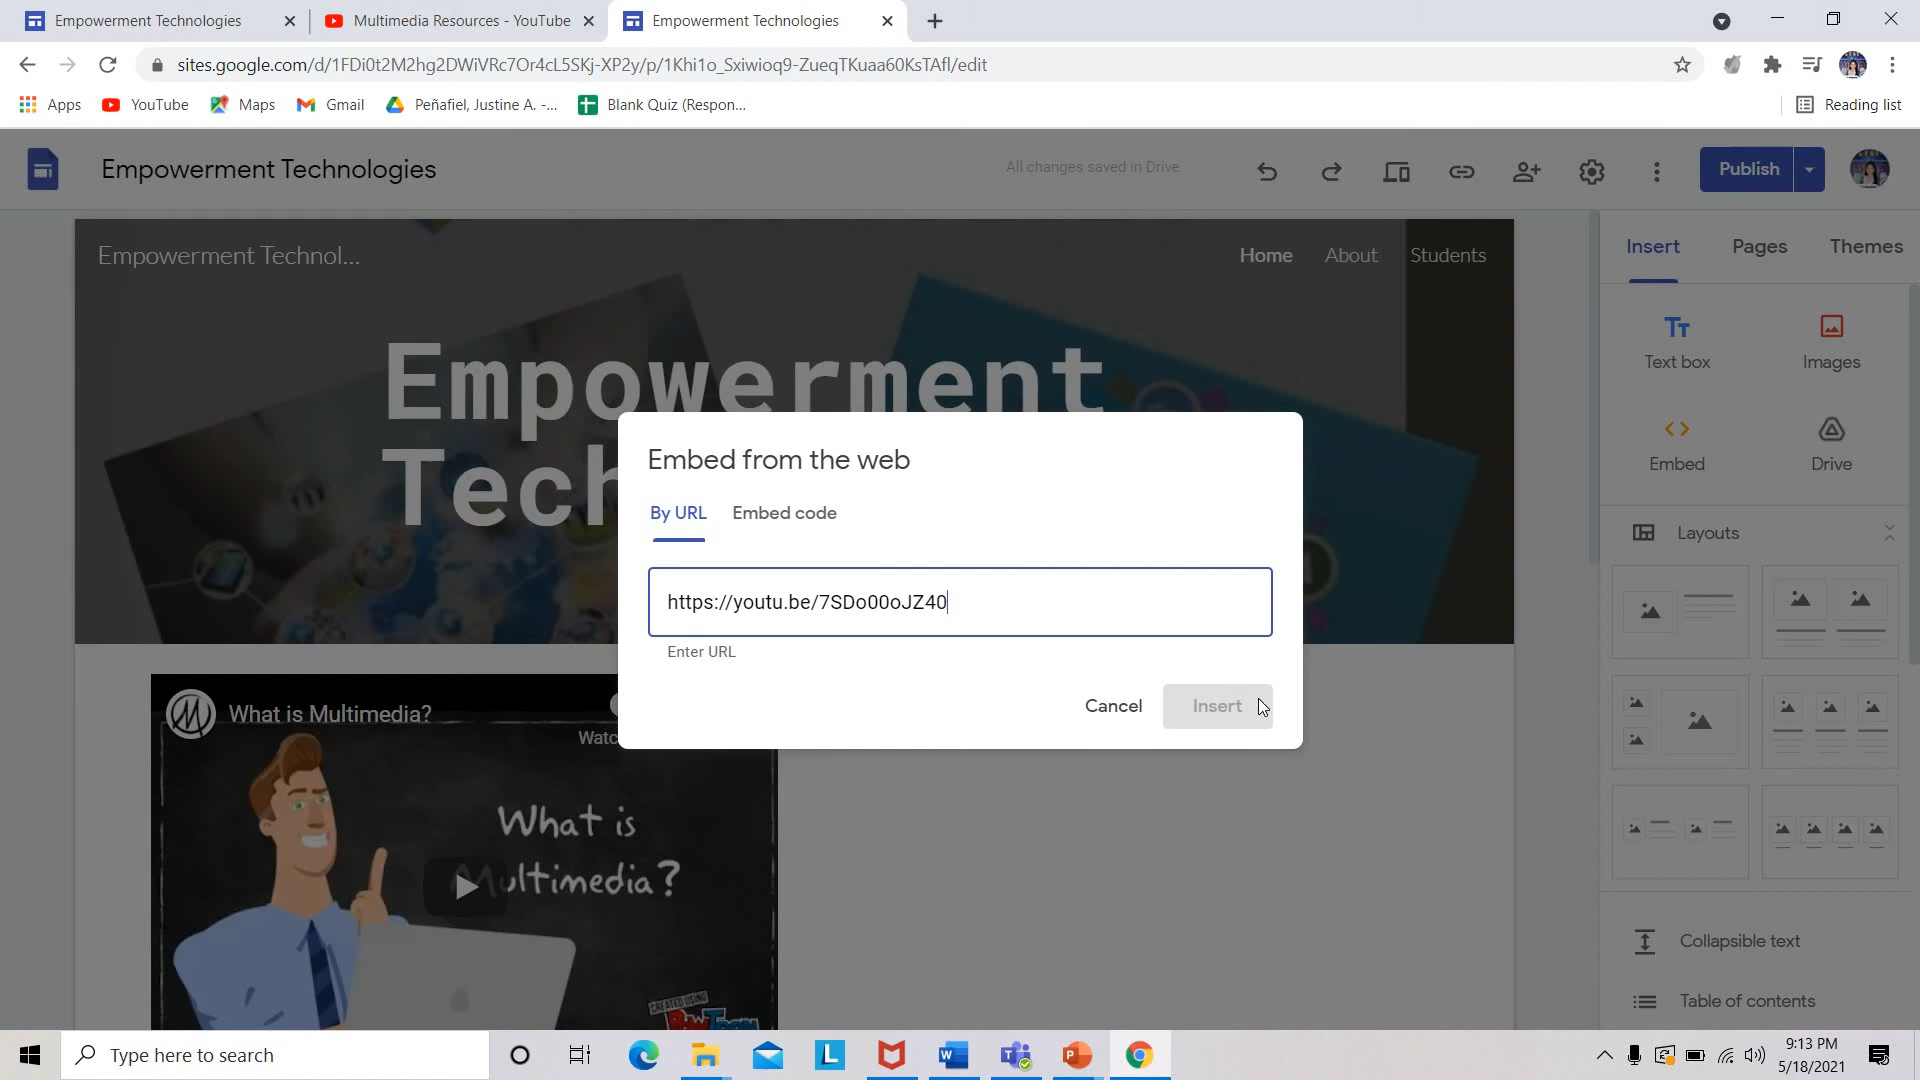 Empowerment Technologies
Multimedia Resources - YouTube
Empowerment Technologies
sites.google.com/d/1FDi0t2M2hg2DWiVRc7Or4cL5SKj-XP2y/p/1Khi1o_Sxiwioq9-ZueqTKuaa60KsTAfl/edit
Apps
YouTube
Maps
Gmail
Peñafiel, Justine A. -...
Blank Quiz (Respon...
Reading list
Empowerment Technologies
All changes saved in Drive
Publish
Empowerment Technol...
Home
About
Students
Insert
Pages
Themes
Empowerment
Tech
Text box
Images
Embed
Drive
Embed from the web
By URL
Embed code
https://youtu.be/7SDo00oJZ40
Enter URL
Cancel
Insert
Layouts
What is Multimedia?
Watc
What is
Multimedia?
CREATED USING
PowToon
Collapsible text
Table of contents
Type here to search
9:13 PM
5/18/2021